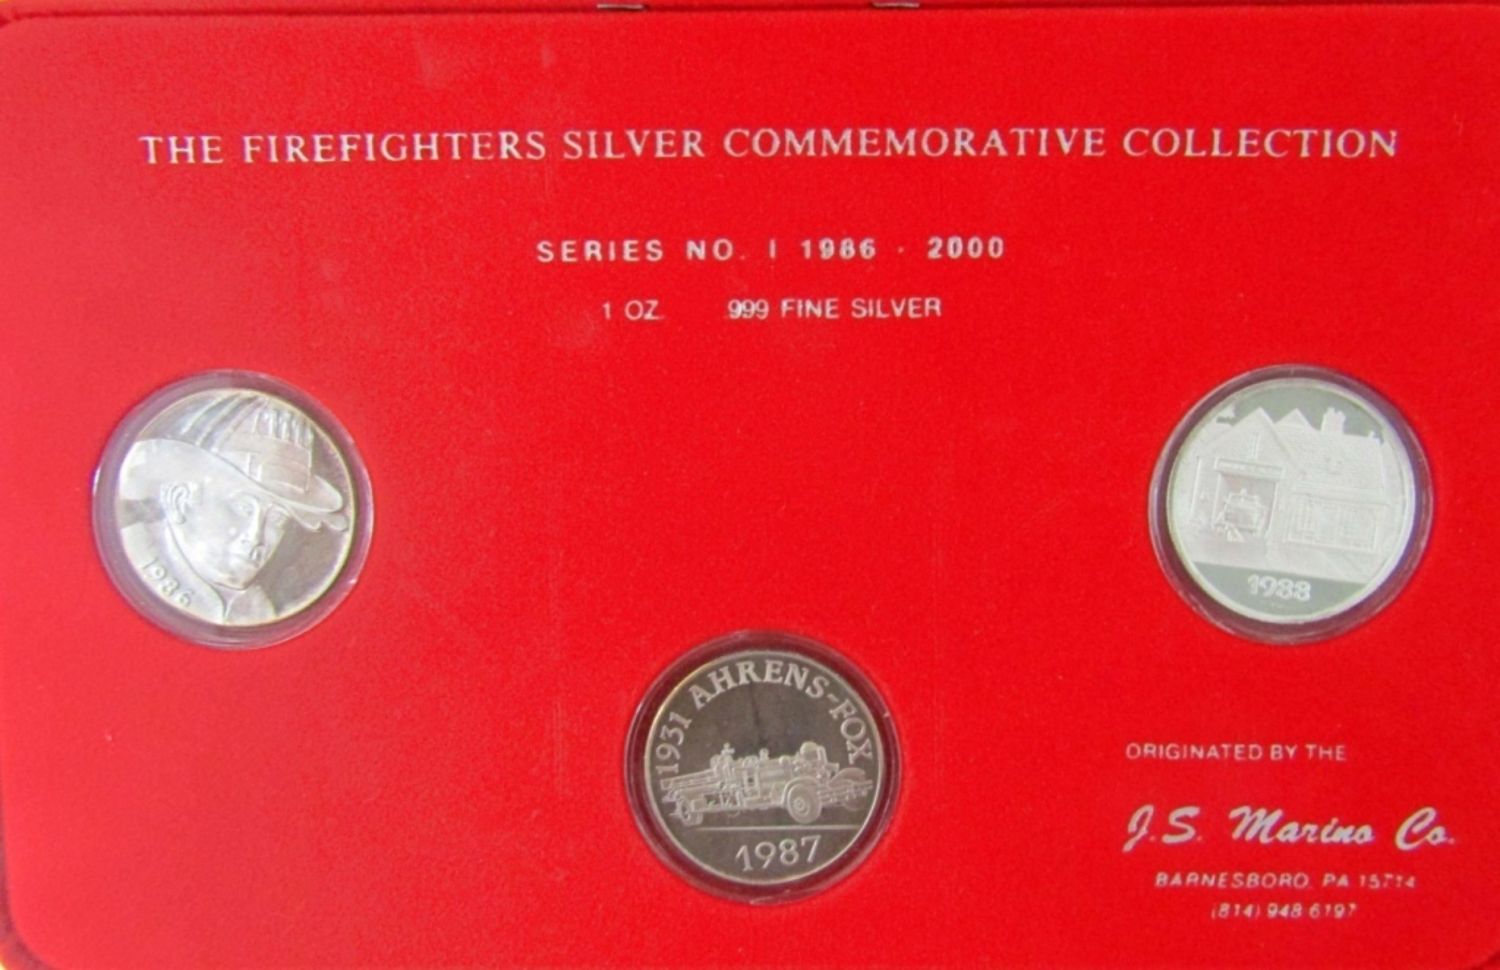 THE FIREFIGHTERS SILVER COMMEMORATIVE COLLECTION
SERIES NO. I 1986 - 2000
1 OZ .999 FINE SILVER
1986
1988
1931 AHRENS-FOX
1987
ORIGINATED BY THE
J.S. Marino Co.
BARNESBORO, PA 15714
(814) 948-6197